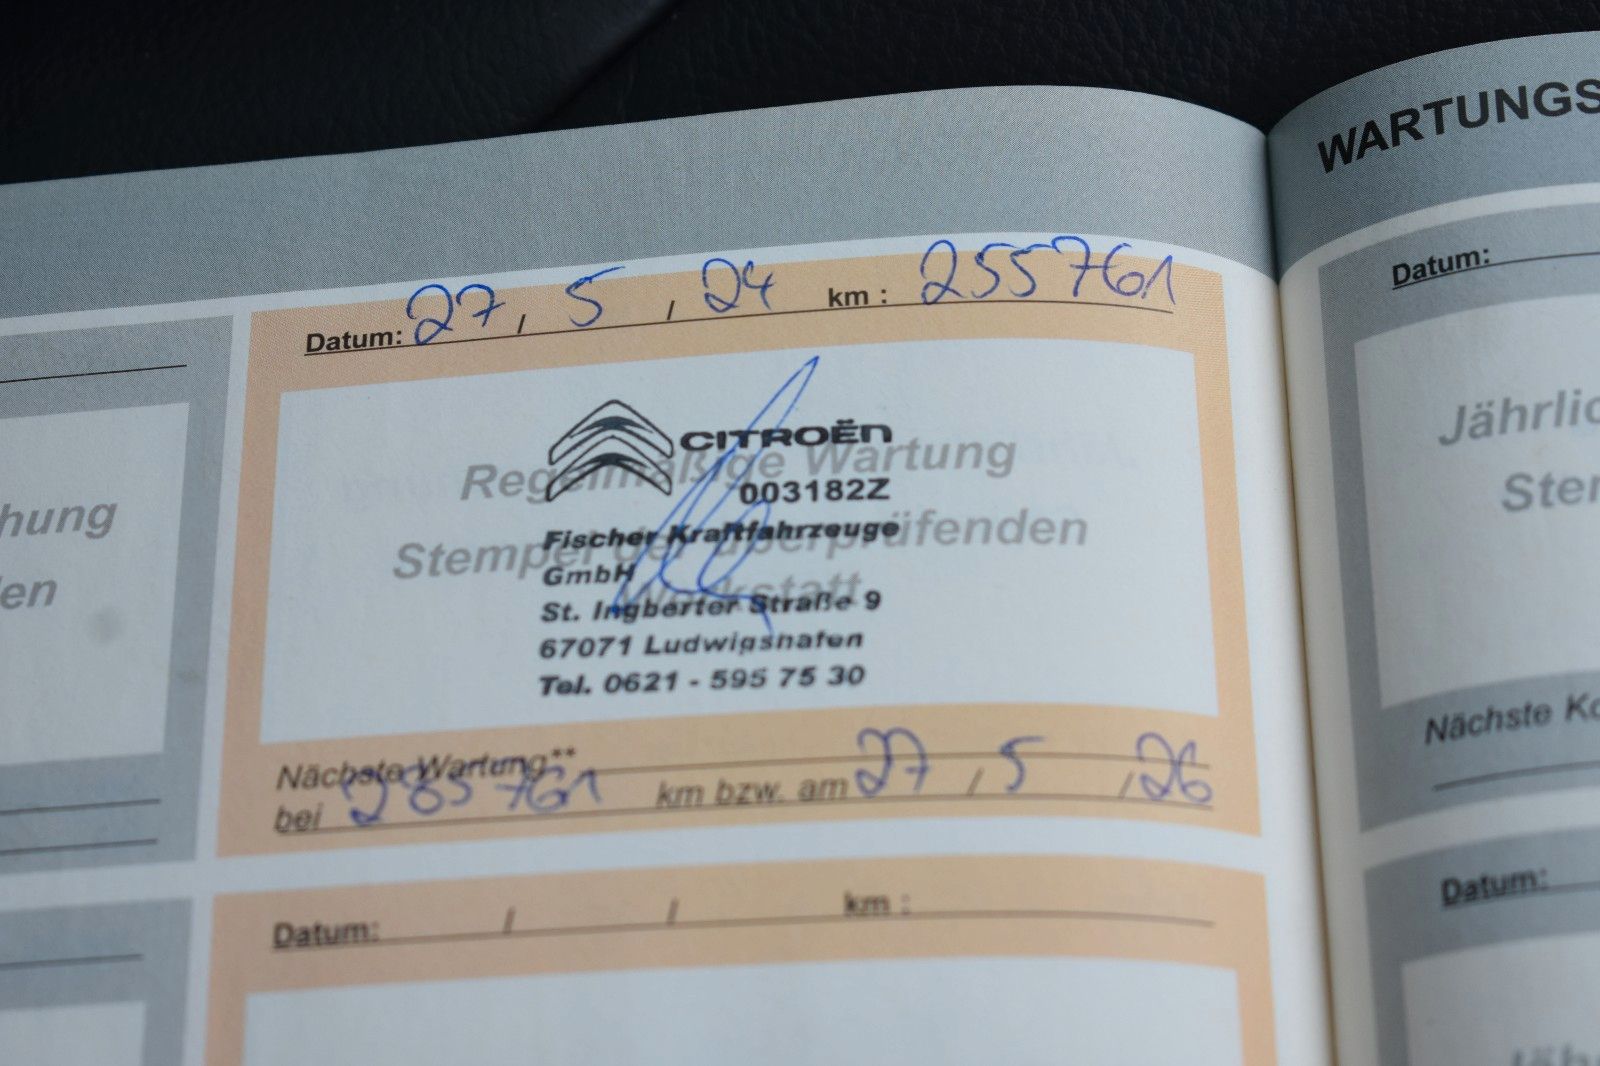 WARTUNGS
Datum: 27 / 5 / 24 km : 255761
CITROËN
Regelmäßige Wartung
003182Z
Stempel der überprüfenden
Werkstatt
Fischer Kraftfahrzeuge
GmbH
St. Ingberter Straße 9
67071 Ludwigshafen
Tel. 0621 - 595 75 30
Nächste Wartung**
bei 285761 km bzw. am 27 / 5 / 26
Datum: / / km :
hung
en
Datum:
Jährlic
Ster
Nächste Ko
Datum: